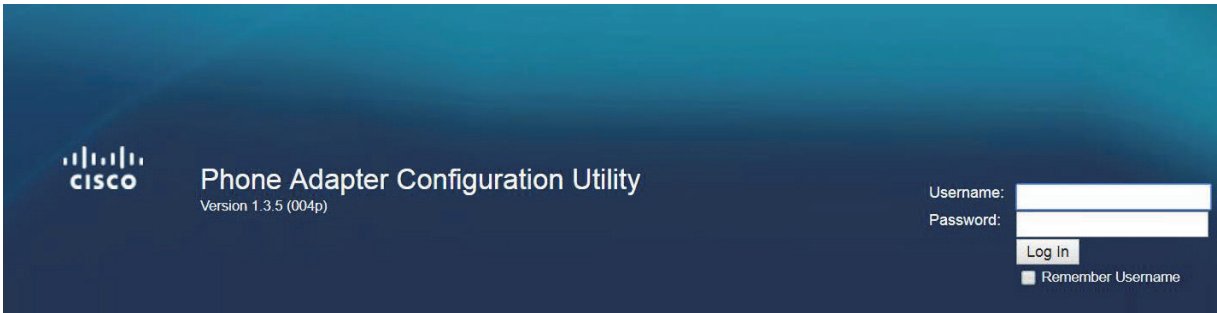 CISCO
Phone Adapter Configuration Utility
Version 1.3.5 (004p)
Username:
Password:
Log In
Remember Username